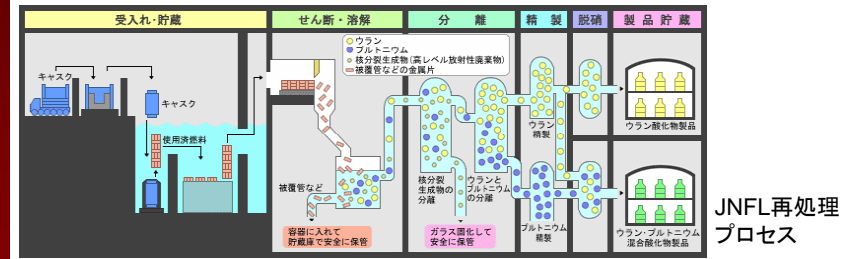 受入れ･貯蔵
せん断・溶解
分離
精製
脱硝
製品貯蔵
ウラン
プルトニウム
核分裂生成物(高レベル放射性廃棄物)
被覆管などの金属片
キャスク
キャスク
使用済燃料
被覆管など
容器に入れて
貯蔵庫で安全に保管
核分裂
生成物の
分離
ウランと
プルトニウム
の分離
ガラス固化して
安全に保管
ウラン
精製
プルトニウム
精製
ウラン酸化物製品
ウラン・プルトニウム
混合酸化物製品
JNFL再処理
プロセス